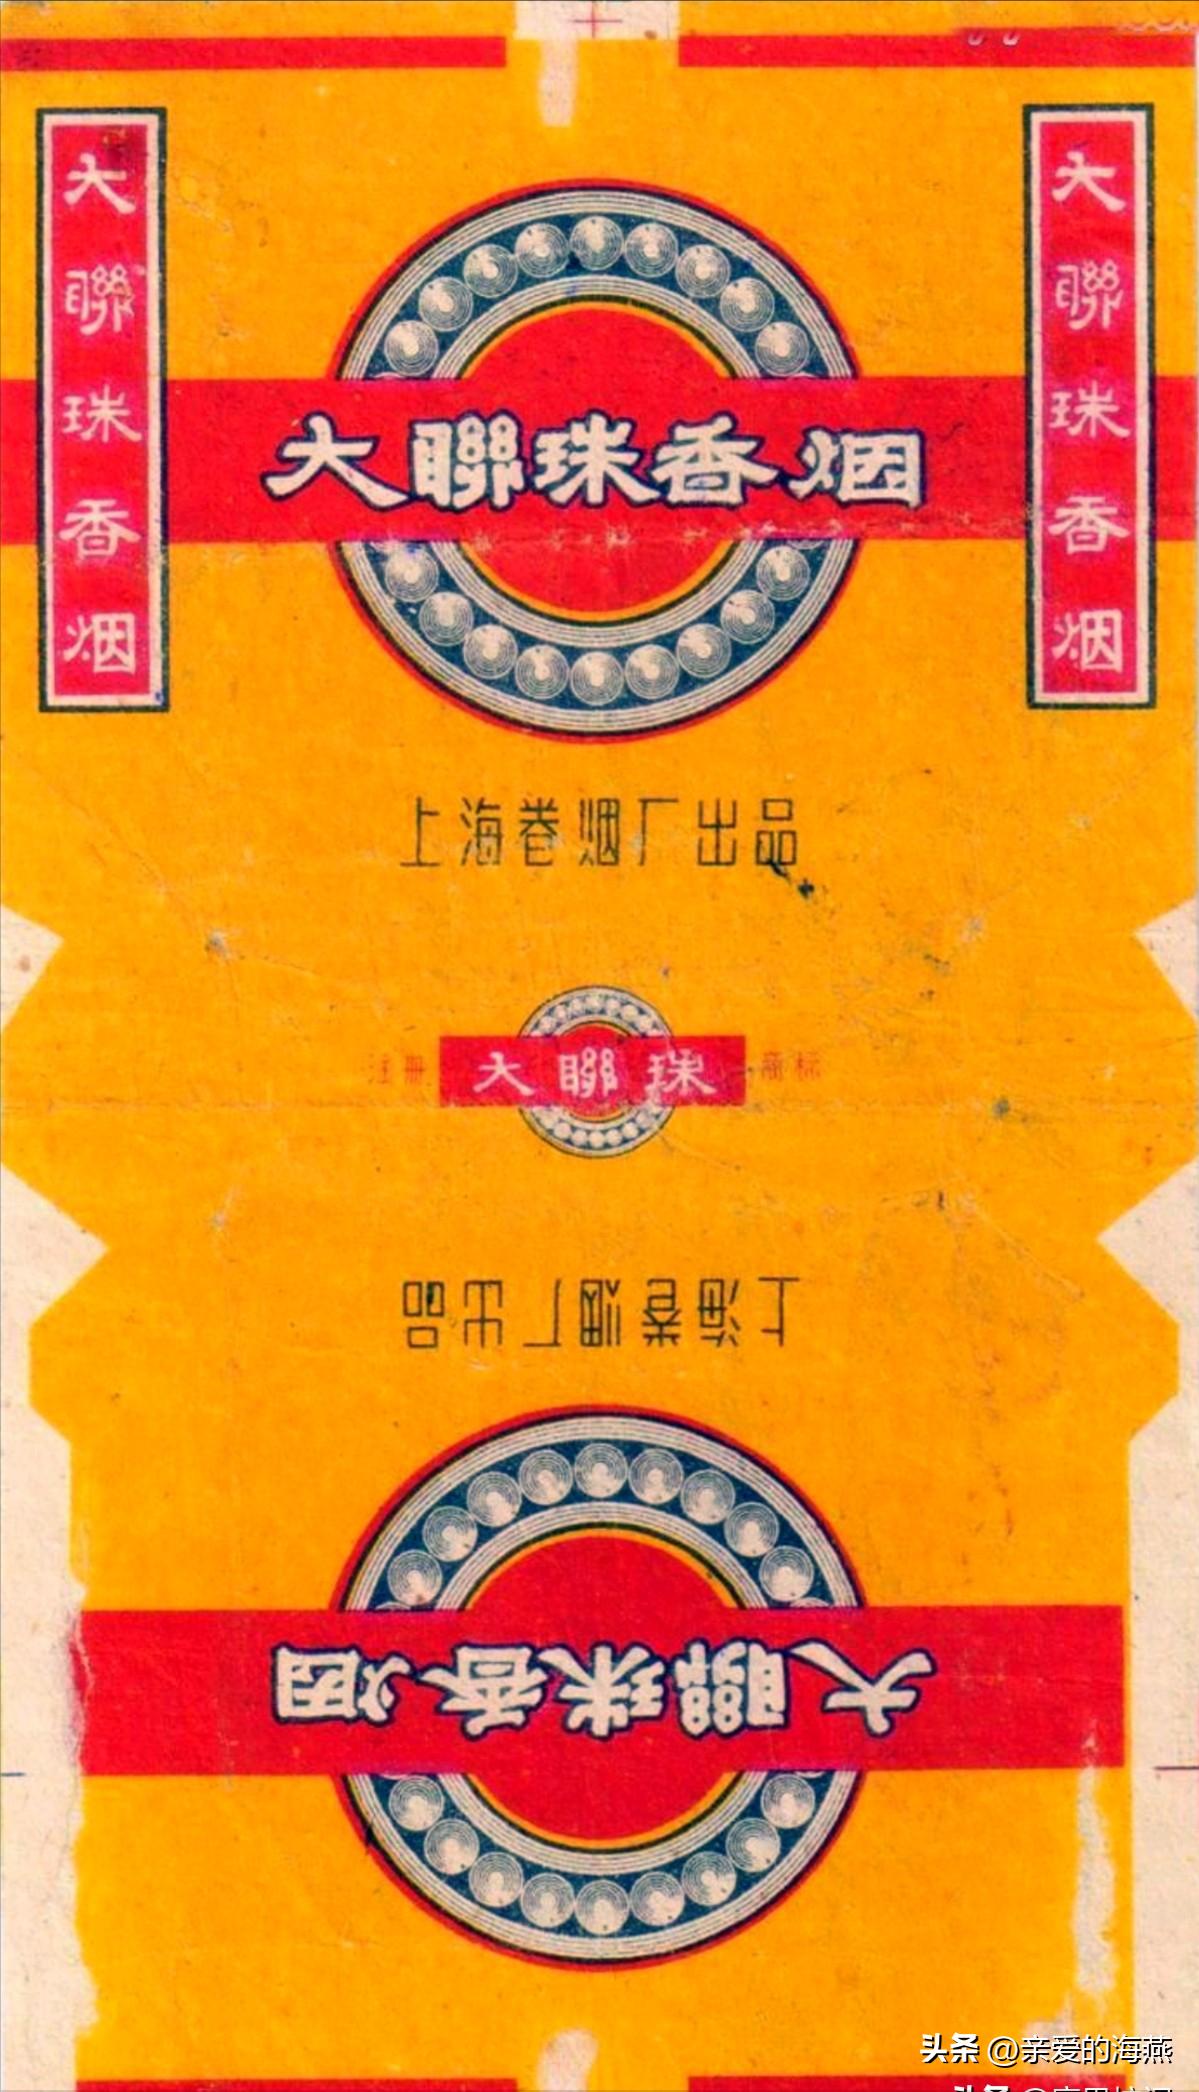 大聯珠香烟
大聯珠香烟
大聯珠香烟
上海卷烟厂出品
注册 大聯珠 商标
上海卷烟厂出品
大聯珠香烟
头条 @亲爱的海燕